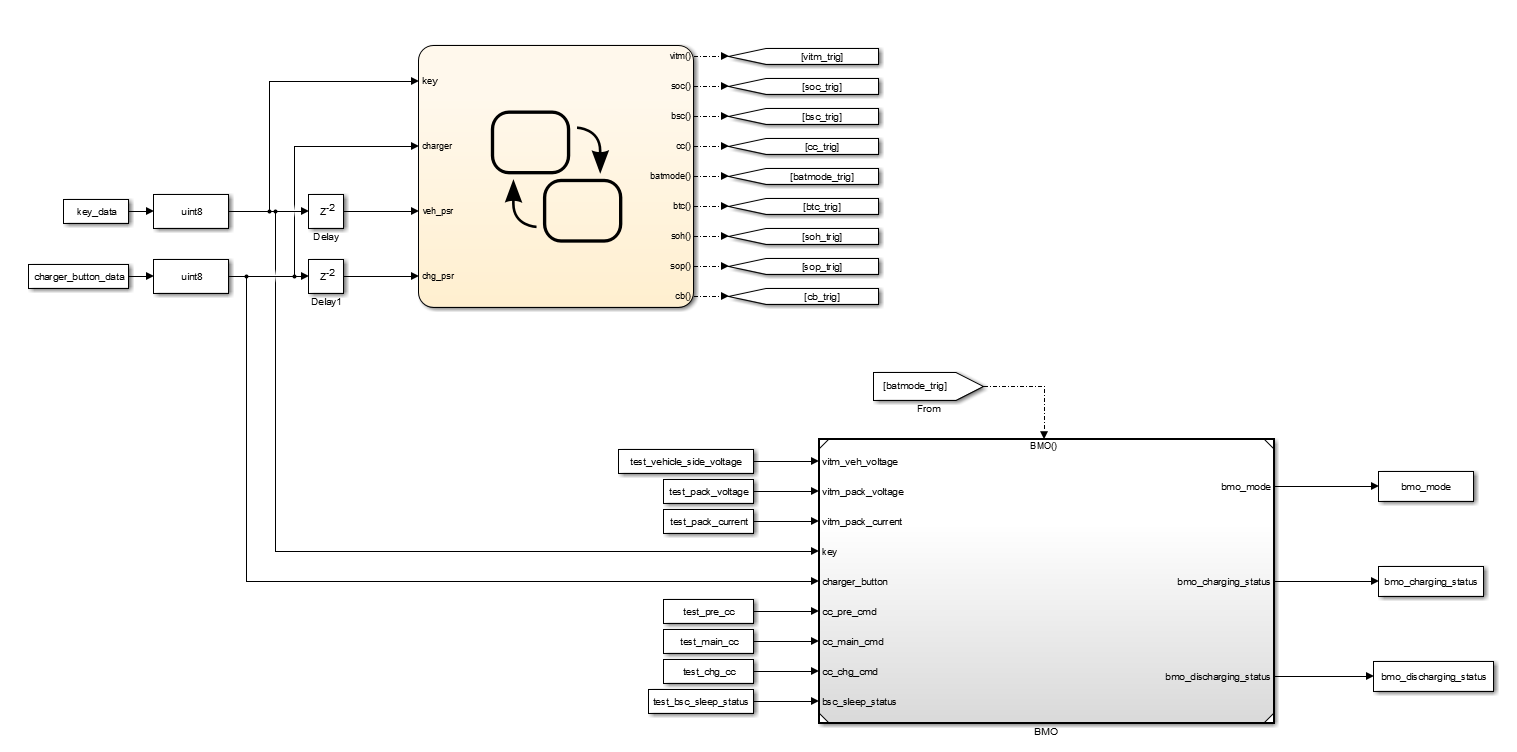 vitm()
[vitm_trig]
key
soc()
[soc_trig]
bsc()
[bsc_trig]
charger
cc()
[cc_trig]
batmode()
[batmode_trig]
key_data
uint8
Z-2
Delay
veh_psr
btc()
[btc_trig]
soh()
[soh_trig]
charger_button_data
uint8
Z-2
Delay1
chg_psr
sop()
[sop_trig]
cb()
[cb_trig]
[batmode_trig]
From
BMO()
test_vehicle_side_voltage
vitm_veh_voltage
test_pack_voltage
vitm_pack_voltage
bmo_mode
bmo_mode
test_pack_current
vitm_pack_current
key
charger_button
bmo_charging_status
bmo_charging_status
test_pre_cc
cc_pre_cmd
test_main_cc
cc_main_cmd
test_chg_cc
cc_chg_cmd
bmo_discharging_status
bmo_discharging_status
test_bsc_sleep_status
bsc_sleep_status
BMO